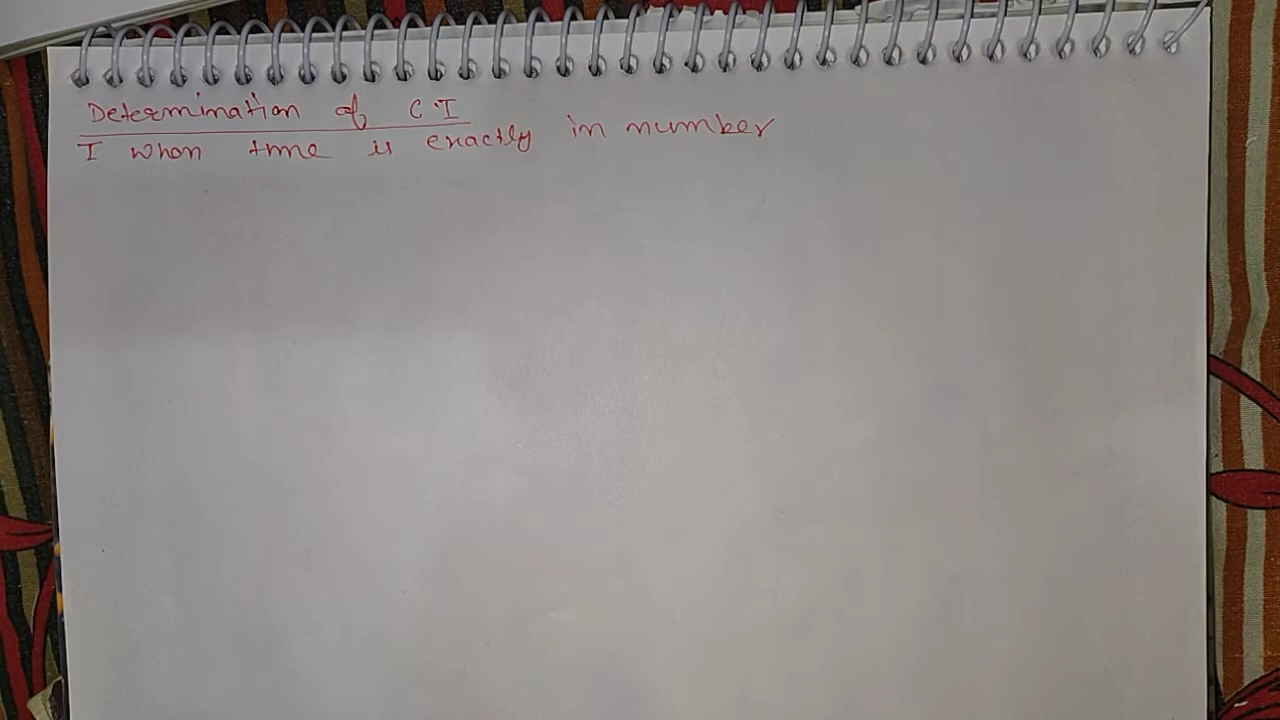 Determination of C.I
I when time is exactly in number